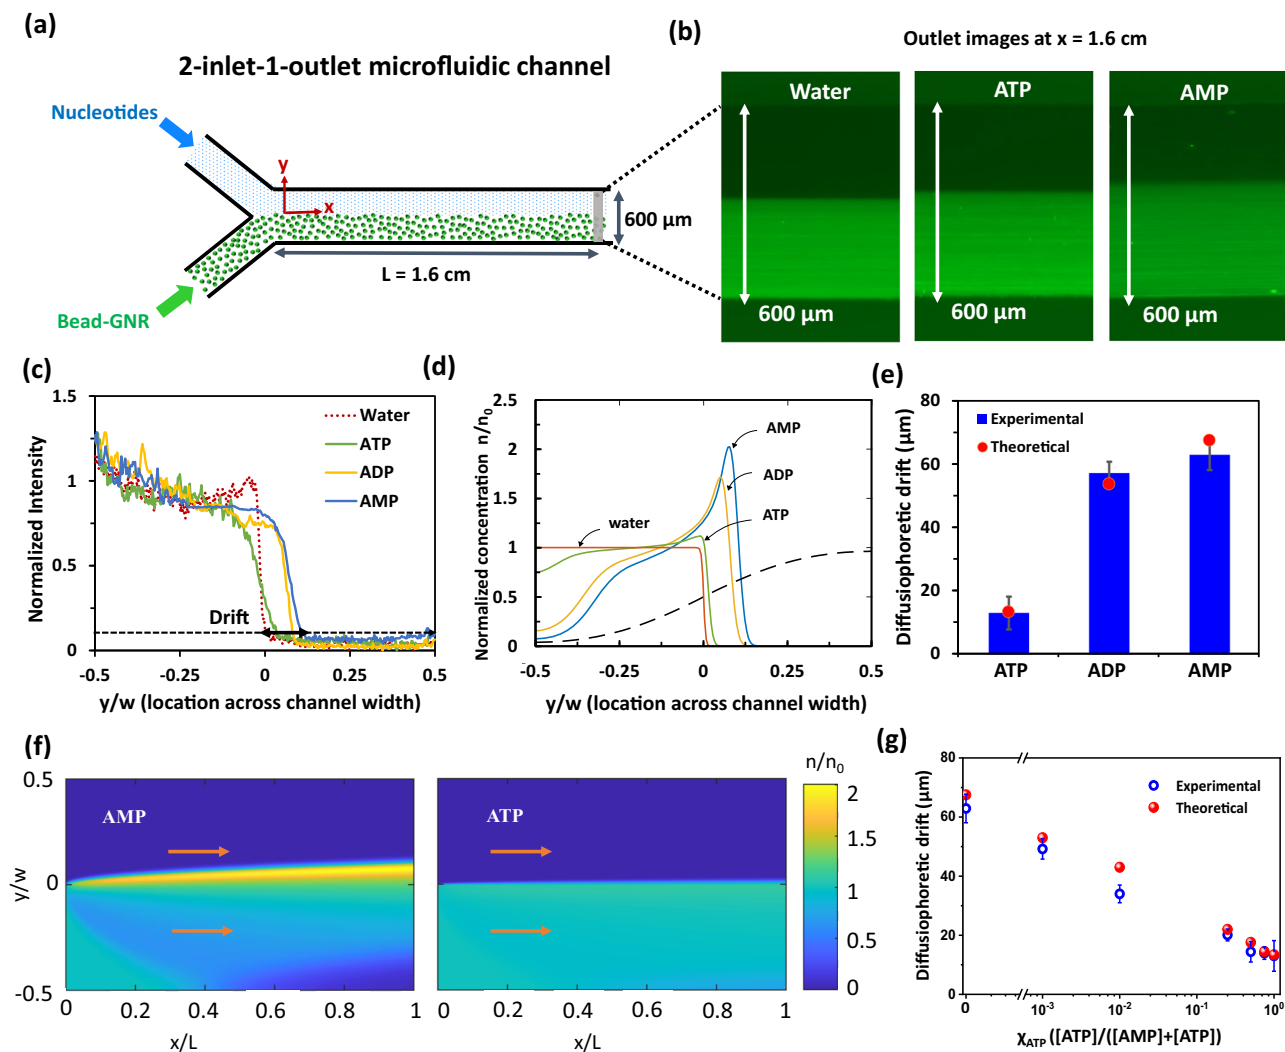 (a)
2-inlet-1-outlet microfluidic channel
Nucleotides
y
x
600 µm
L = 1.6 cm
Bead-GNR
(b)
Outlet images at x = 1.6 cm
Water
ATP
AMP
600 µm
600 µm
600 µm
(c)
Normalized Intensity
1.5
1
0.5
0
Water
ATP
ADP
AMP
Drift
-0.5
-0.25
0
0.25
0.5
y/w (location across channel width)
(d)
Normalized concentration n/n0
2.5
2.0
1.5
1
0.5
0
AMP
ADP
ATP
water
-0.5
-0.25
0
0.25
0.5
y/w (location across channel width)
(e)
Diffusiophoretic drift (µm)
80
60
40
20
0
Experimental
Theoretical
ATP
ADP
AMP
(f)
y/w
0.5
0
-0.5
AMP
0
0.2
0.4
0.6
0.8
1
x/L
ATP
0
0.2
0.4
0.6
0.8
1
x/L
n/n0
2
1.5
1
0.5
0
(g)
Diffusiophoretic drift (µm)
80
60
40
20
0
Experimental
Theoretical
0
10⁻³
10⁻²
10⁻¹
10⁰
χATP ([ATP]/([AMP]+[ATP])